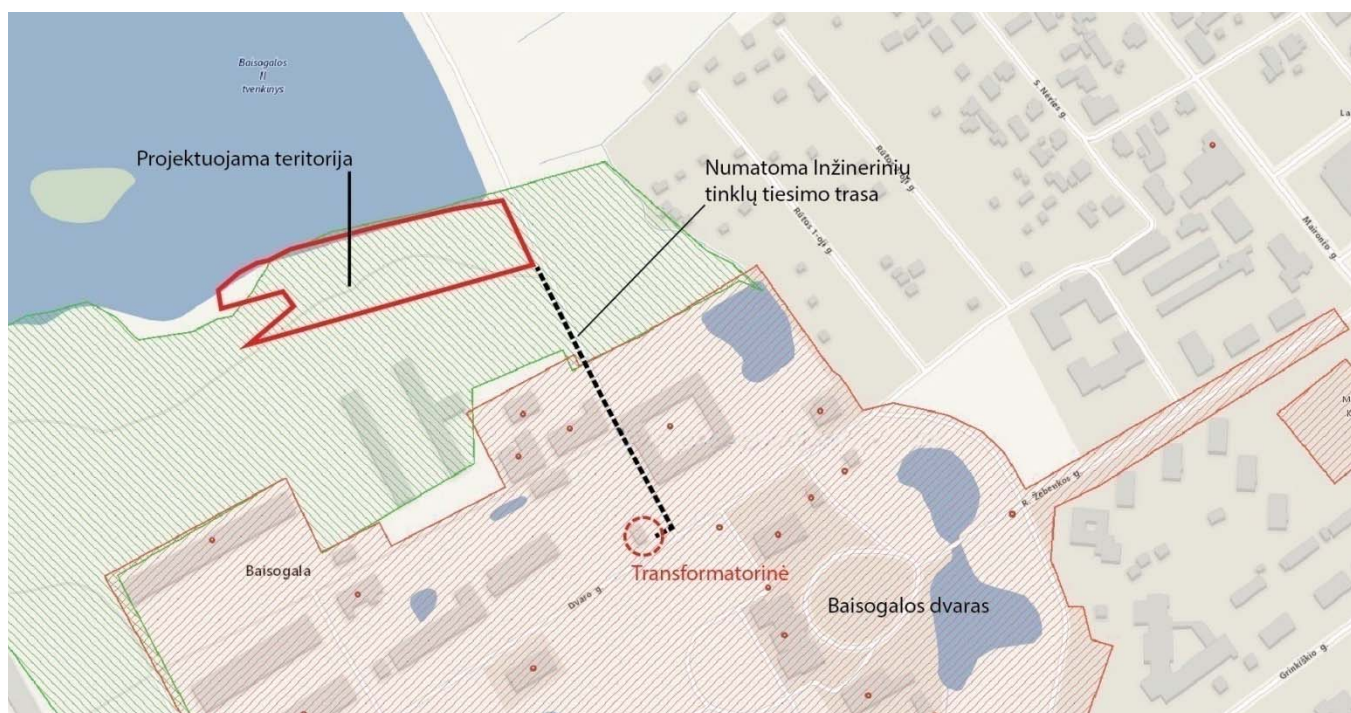 Baisogalos
II
tvenkinys
Projektuojama teritorija
Numatoma Inžinerinių
tinklų tiesimo trasa
S. Nėries g.
Rūtos 1-oji g.
Maironio g.
La
R. Žebenkos g.
Baisogala
Transformatorinė
Dvaro g.
Baisogalos dvaras
Grinkiškio g.